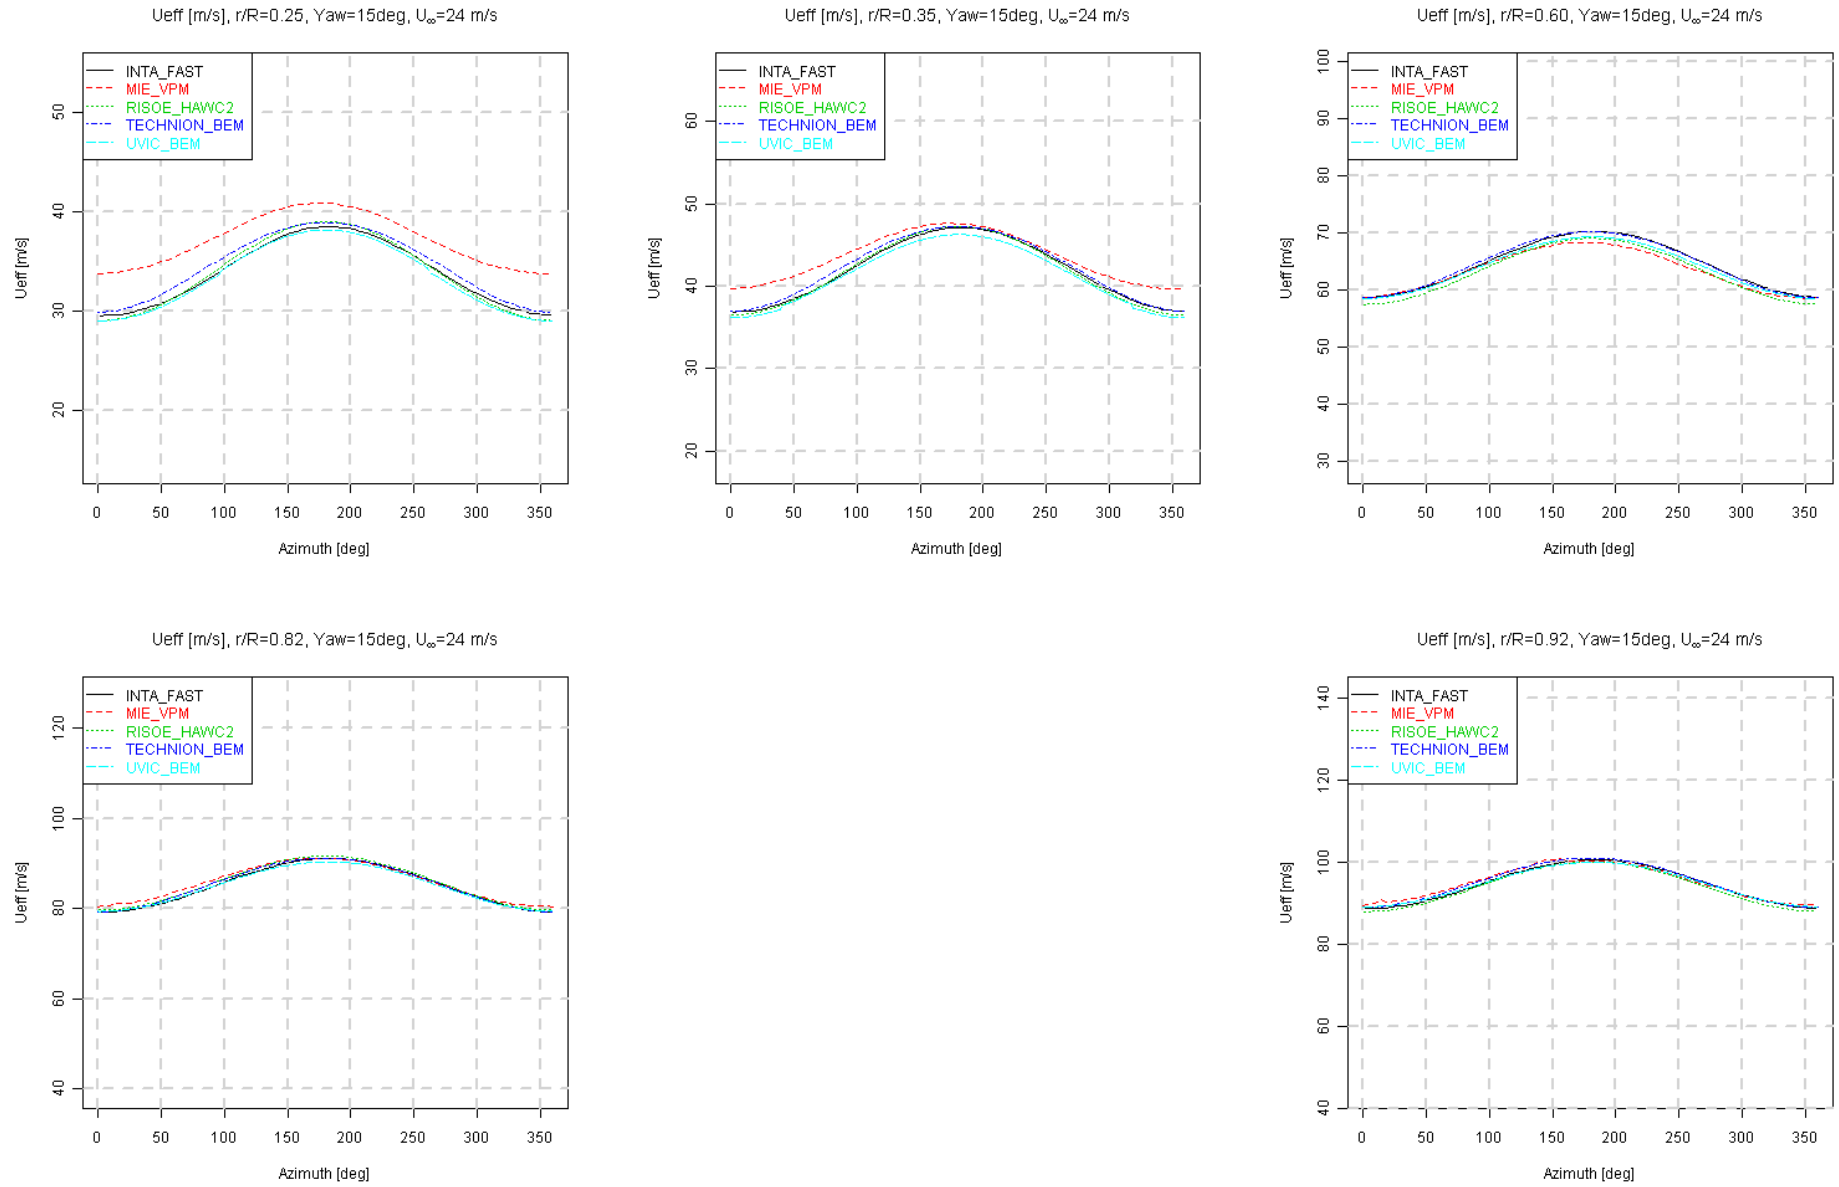 Ueff [m/s], r/R=0.25, Yaw=15deg, U∞=24 m/s
INTA_FAST
MIE_VPM
RISOE_HAWC2
TECHNION_BEM
UVIC_BEM
Ueff [m/s]
50
40
30
20
0 50 100 150 200 250 300 350
Azimuth [deg]
Ueff [m/s], r/R=0.35, Yaw=15deg, U∞=24 m/s
INTA_FAST
MIE_VPM
RISOE_HAWC2
TECHNION_BEM
UVIC_BEM
Ueff [m/s]
60
50
40
30
20
0 50 100 150 200 250 300 350
Azimuth [deg]
Ueff [m/s], r/R=0.60, Yaw=15deg, U∞=24 m/s
INTA_FAST
MIE_VPM
RISOE_HAWC2
TECHNION_BEM
UVIC_BEM
Ueff [m/s]
100
90
80
70
60
50
40
30
0 50 100 150 200 250 300 350
Azimuth [deg]
Ueff [m/s], r/R=0.82, Yaw=15deg, U∞=24 m/s
INTA_FAST
MIE_VPM
RISOE_HAWC2
TECHNION_BEM
UVIC_BEM
Ueff [m/s]
120
100
80
60
40
0 50 100 150 200 250 300 350
Azimuth [deg]
Ueff [m/s], r/R=0.92, Yaw=15deg, U∞=24 m/s
INTA_FAST
MIE_VPM
RISOE_HAWC2
TECHNION_BEM
UVIC_BEM
Ueff [m/s]
140
120
100
80
60
40
0 50 100 150 200 250 300 350
Azimuth [deg]